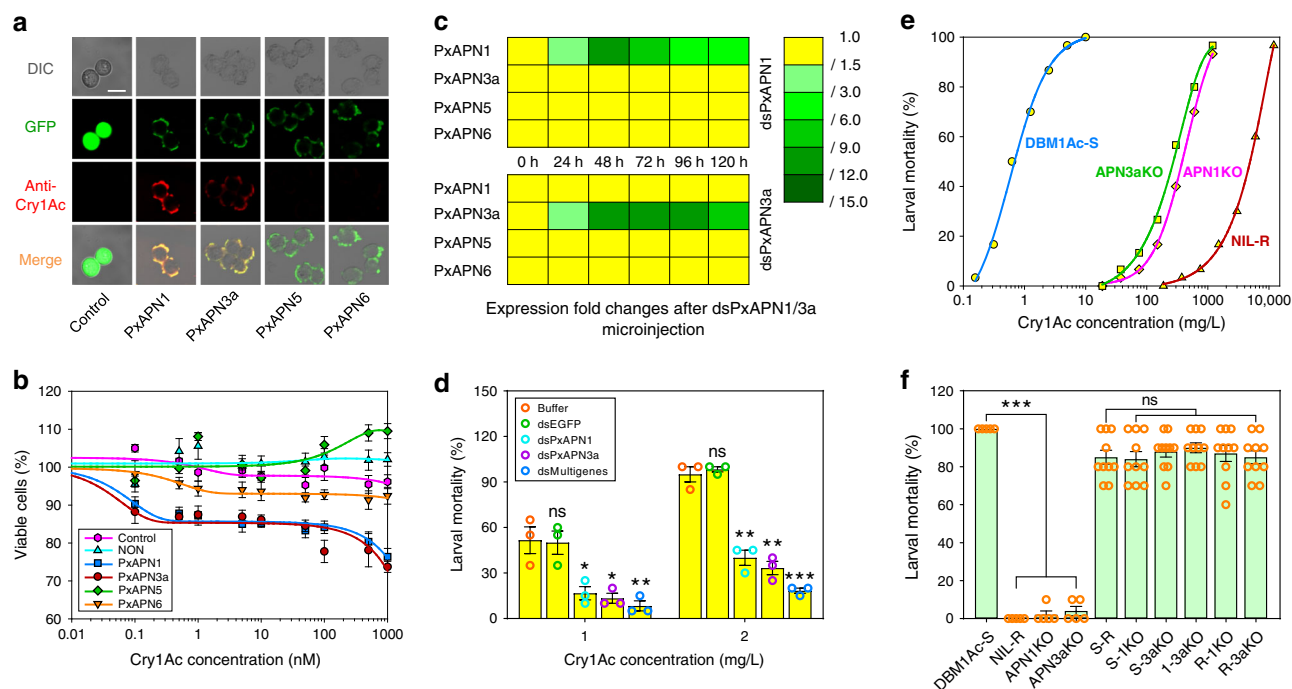 a
DIC
GFP
Anti-
Cry1Ac
Merge
Control
PxAPN1
PxAPN3a
PxAPN5
PxAPN6
b
Viable cells (%)
120
110
100
90
80
70
60
Control
NON
PxAPN1
PxAPN3a
PxAPN5
PxAPN6
0.01 0.1 1 10 100 1000
Cry1Ac concentration (nM)
c
PxAPN1
PxAPN3a
PxAPN5
PxAPN6
dsPxAPN1
0 h 24 h 48 h 72 h 96 h 120 h
PxAPN1
PxAPN3a
PxAPN5
PxAPN6
dsPxAPN3a
1.0
/ 1.5
/ 3.0
/ 6.0
/ 9.0
/ 12.0
/ 15.0
Expression fold changes after dsPxAPN1/3a
microinjection
d
Larval mortality (%)
150
120
90
60
30
0
Buffer
dsEGFP
dsPxAPN1
dsPxAPN3a
dsMultigenes
ns
*
*
**
ns
**
**
***
1 2
Cry1Ac concentration (mg/L)
e
Larval mortality (%)
100
80
60
40
20
0
DBM1Ac-S
APN3aKO
APN1KO
NIL-R
0.1 1 10 100 1000 10,000
Cry1Ac concentration (mg/L)
f
Larval mortality (%)
140
120
100
80
60
40
20
0
***
ns
DBM1Ac-S
NIL-R
APN1KO
APN3aKO
S-R
S-1KO
S-3aKO
1-3aKO
R-1KO
R-3aKO